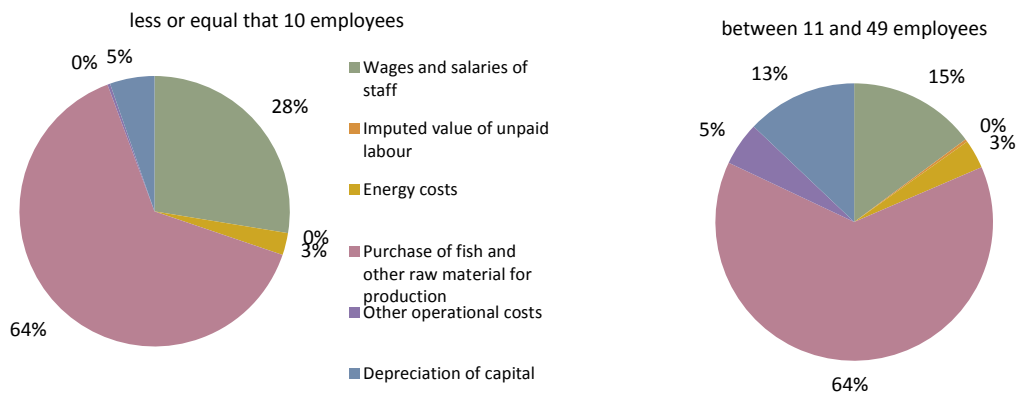 less or equal that 10 employees
0%
5%
28%
0%
3%
64%
Wages and salaries of
staff
Imputed value of unpaid
labour
Energy costs
Purchase of fish and
other raw material for
production
Other operational costs
Depreciation of capital
between 11 and 49 employees
13%
15%
5%
0%
3%
64%